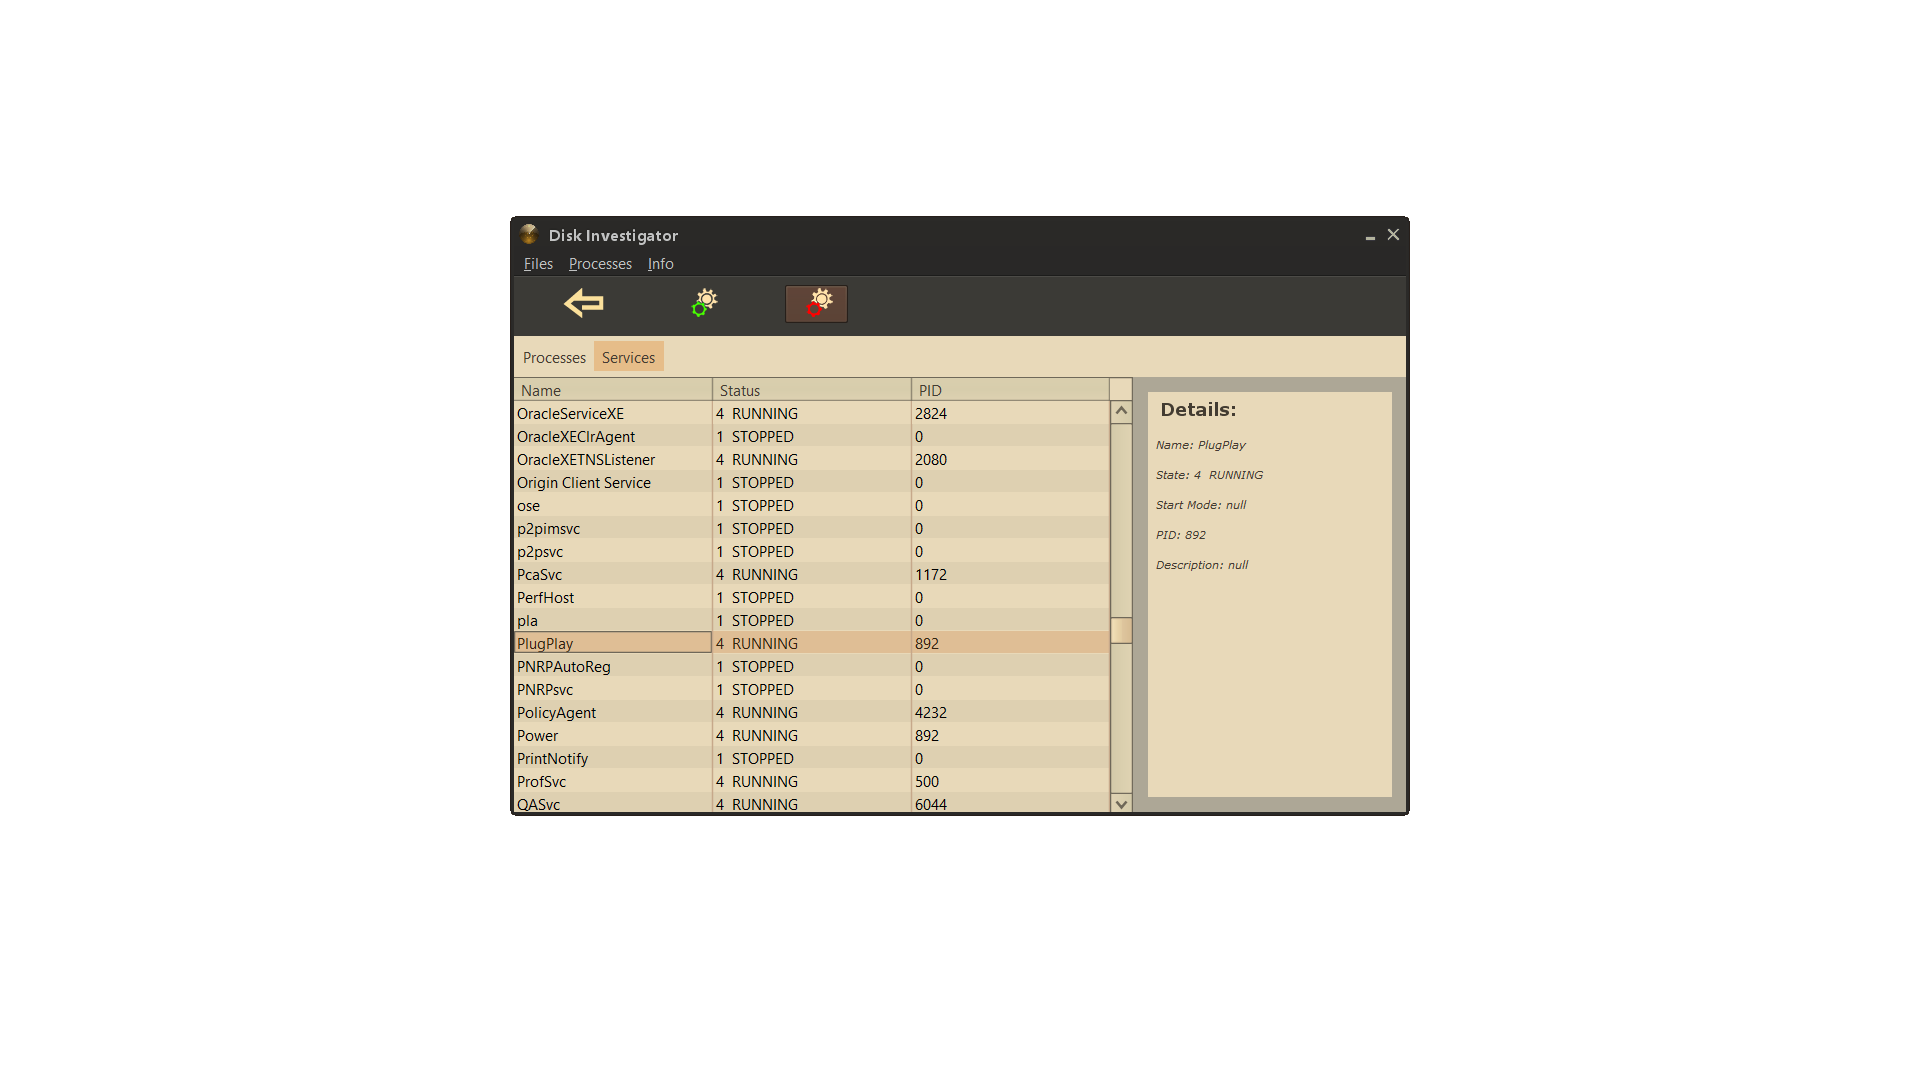 Disk Investigator
Files Processes Info
Processes Services
Name Status PID
OracleServiceXE 4 RUNNING 2824
OracleXEClrAgent 1 STOPPED 0
OracleXETNSListener 4 RUNNING 2080
Origin Client Service 1 STOPPED 0
ose 1 STOPPED 0
p2pimsvc 1 STOPPED 0
p2psvc 1 STOPPED 0
PcaSvc 4 RUNNING 1172
PerfHost 1 STOPPED 0
pla 1 STOPPED 0
PlugPlay 4 RUNNING 892
PNRPAutoReg 1 STOPPED 0
PNRPsvc 1 STOPPED 0
PolicyAgent 4 RUNNING 4232
Power 4 RUNNING 892
PrintNotify 1 STOPPED 0
ProfSvc 4 RUNNING 500
QASvc 4 RUNNING 6044
Details:
Name: PlugPlay
State: 4 RUNNING
Start Mode: null
PID: 892
Description: null